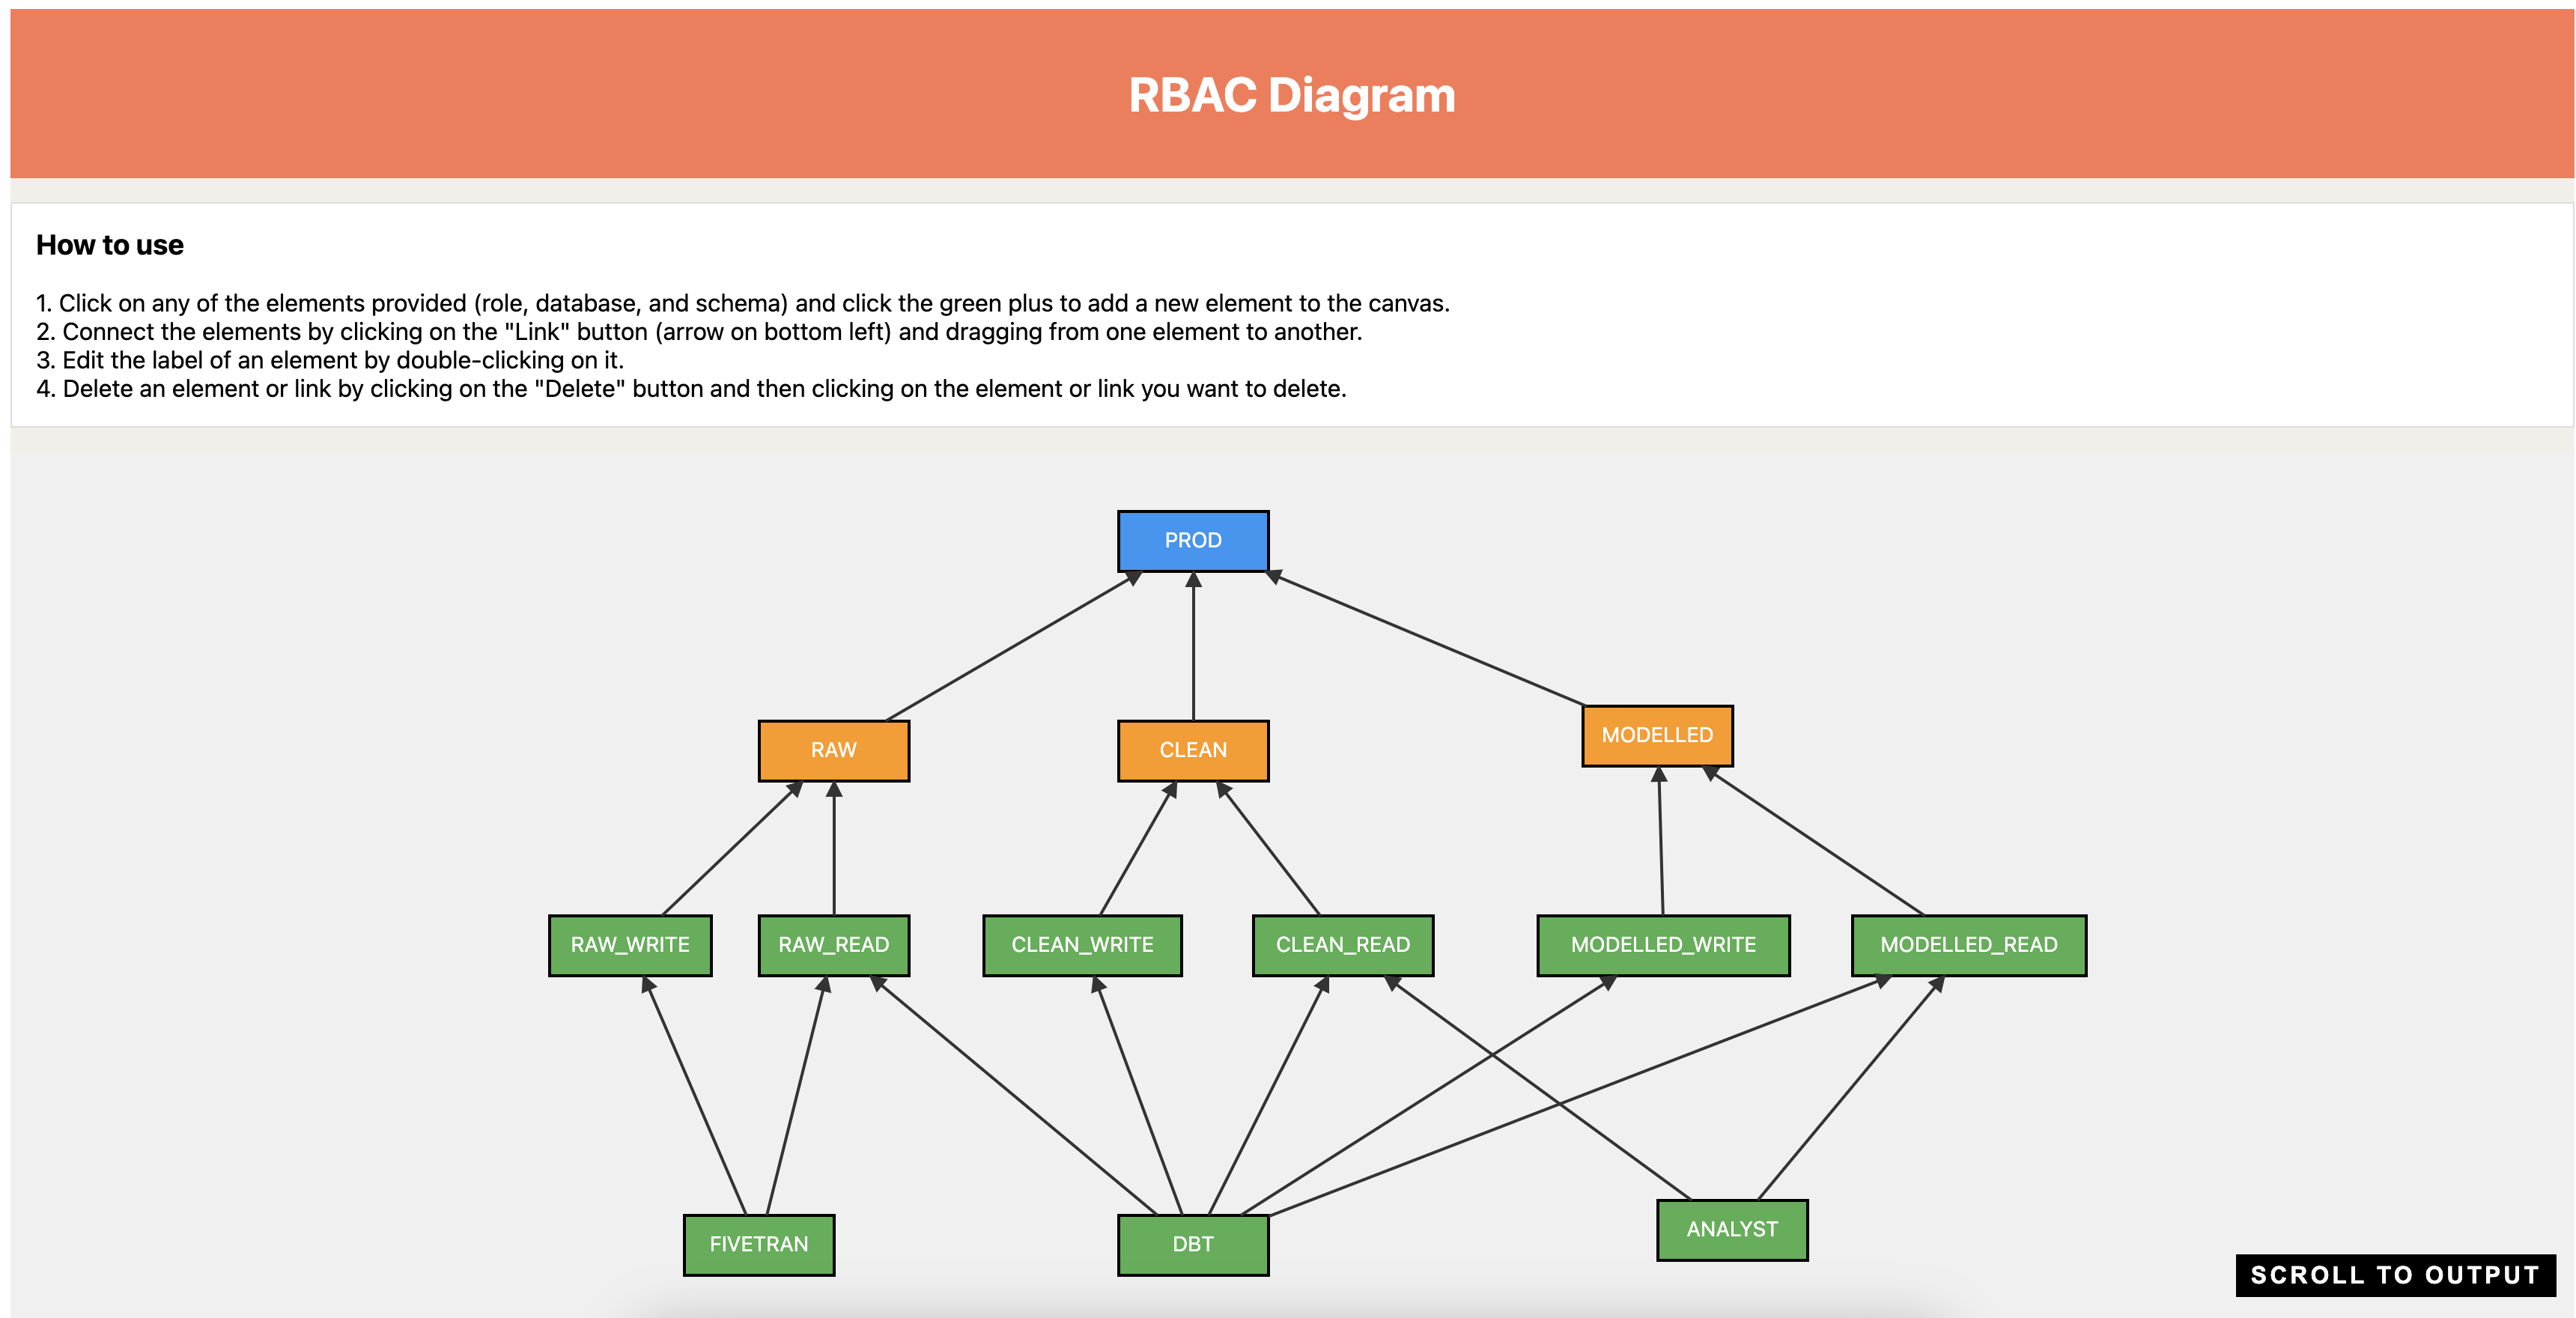 RBAC Diagram
How to use
1. Click on any of the elements provided (role, database, and schema) and click the green plus to add a new element to the canvas.
2. Connect the elements by clicking on the "Link" button (arrow on bottom left) and dragging from one element to another.
3. Edit the label of an element by double-clicking on it.
4. Delete an element or link by clicking on the "Delete" button and then clicking on the element or link you want to delete.
PROD
RAW
CLEAN
MODELLED
RAW_WRITE
RAW_READ
CLEAN_WRITE
CLEAN_READ
MODELLED_WRITE
MODELLED_READ
FIVETRAN
DBT
ANALYST
SCROLL TO OUTPUT